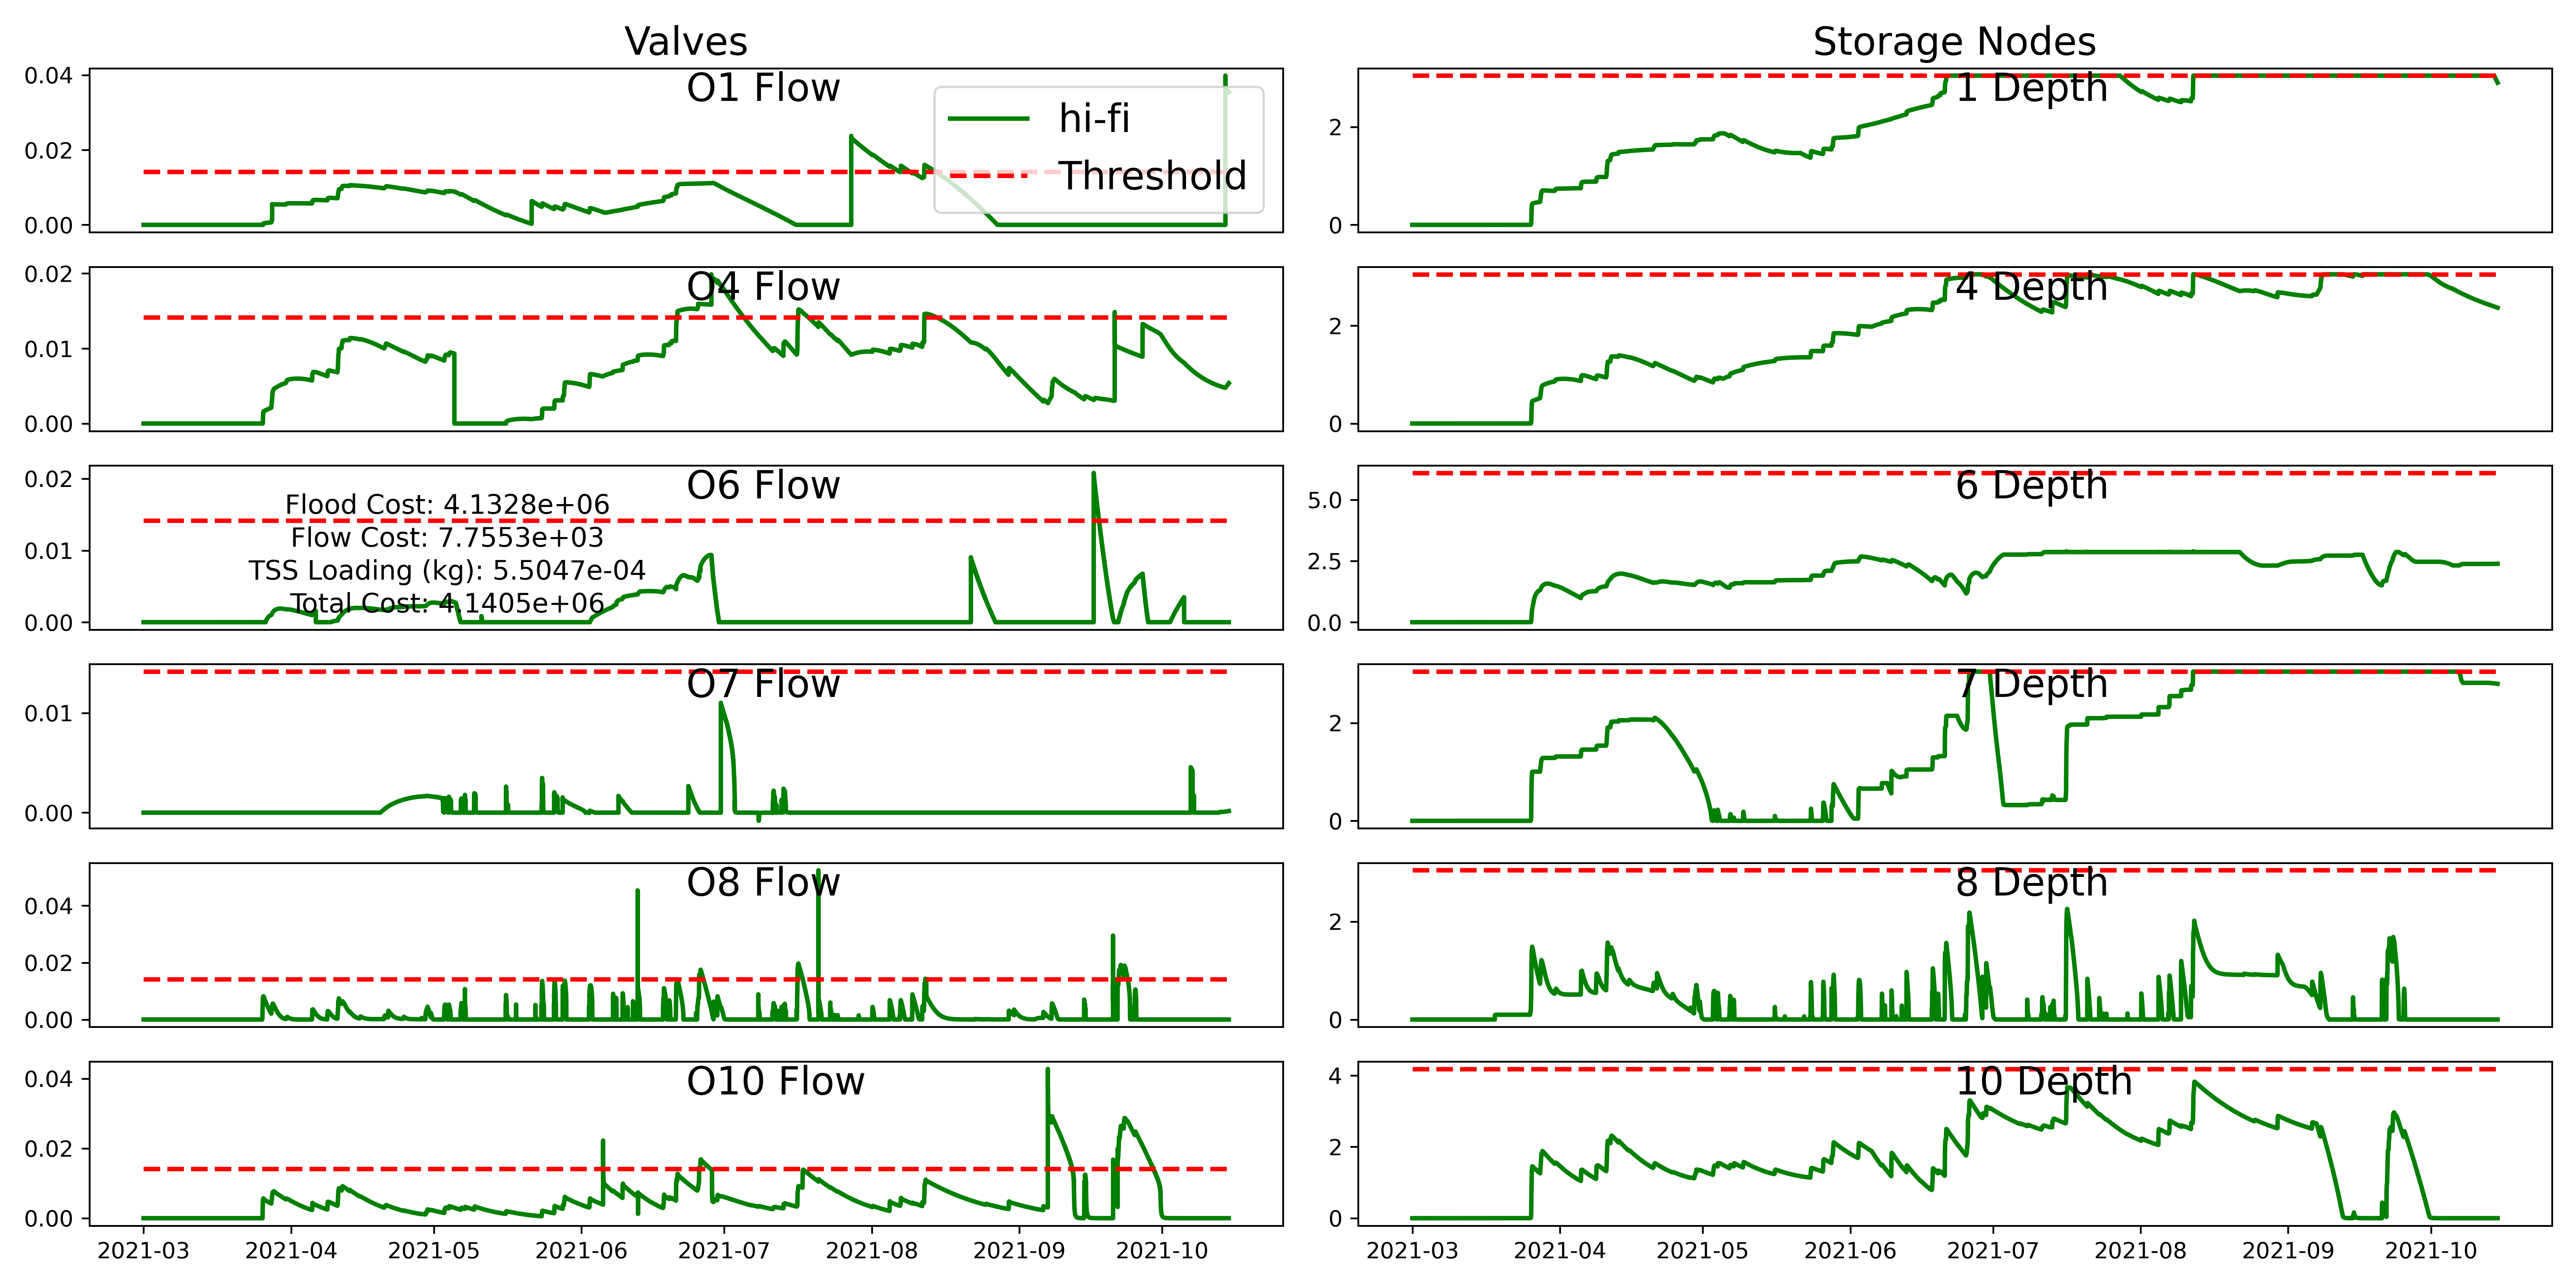 Valves
Storage Nodes
O1 Flow
hi-fi
Threshold
0.04
0.02
0.00
1 Depth
2
0
O4 Flow
0.02
0.01
0.00
4 Depth
2
0
O6 Flow
0.02
0.01
0.00
Flood Cost: 4.1328e+06
Flow Cost: 7.7553e+03
TSS Loading (kg): 5.5047e-04
Total Cost: 4.1405e+06
6 Depth
5.0
2.5
0.0
O7 Flow
0.01
0.00
7 Depth
2
0
O8 Flow
0.04
0.02
0.00
8 Depth
2
0
O10 Flow
0.04
0.02
0.00
2021-03 2021-04 2021-05 2021-06 2021-07 2021-08 2021-09 2021-10
10 Depth
4
2
0
2021-03 2021-04 2021-05 2021-06 2021-07 2021-08 2021-09 2021-10